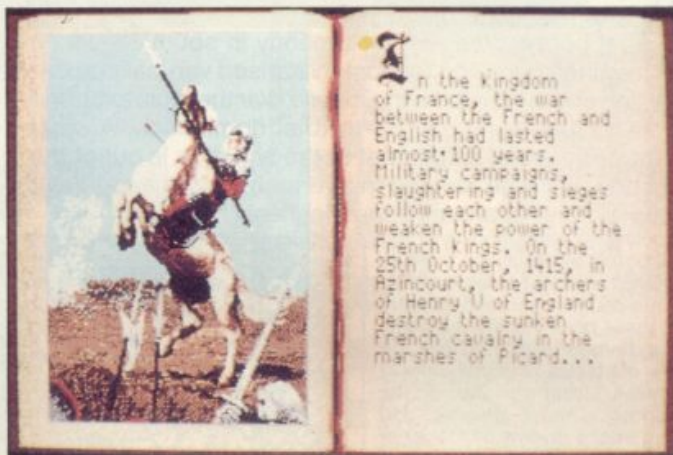 In the Kingdom
of France, the war
between the French and
English had lasted
almost 100 years.
Military campaigns,
slaughtering and sieges
follow each other and
weaken the power of the
French Kings. On the
25th October, 1415, in
Azincourt, the archers
of Henry V of England
destroy the sunken
French cavalry in the
marshes of Picard...